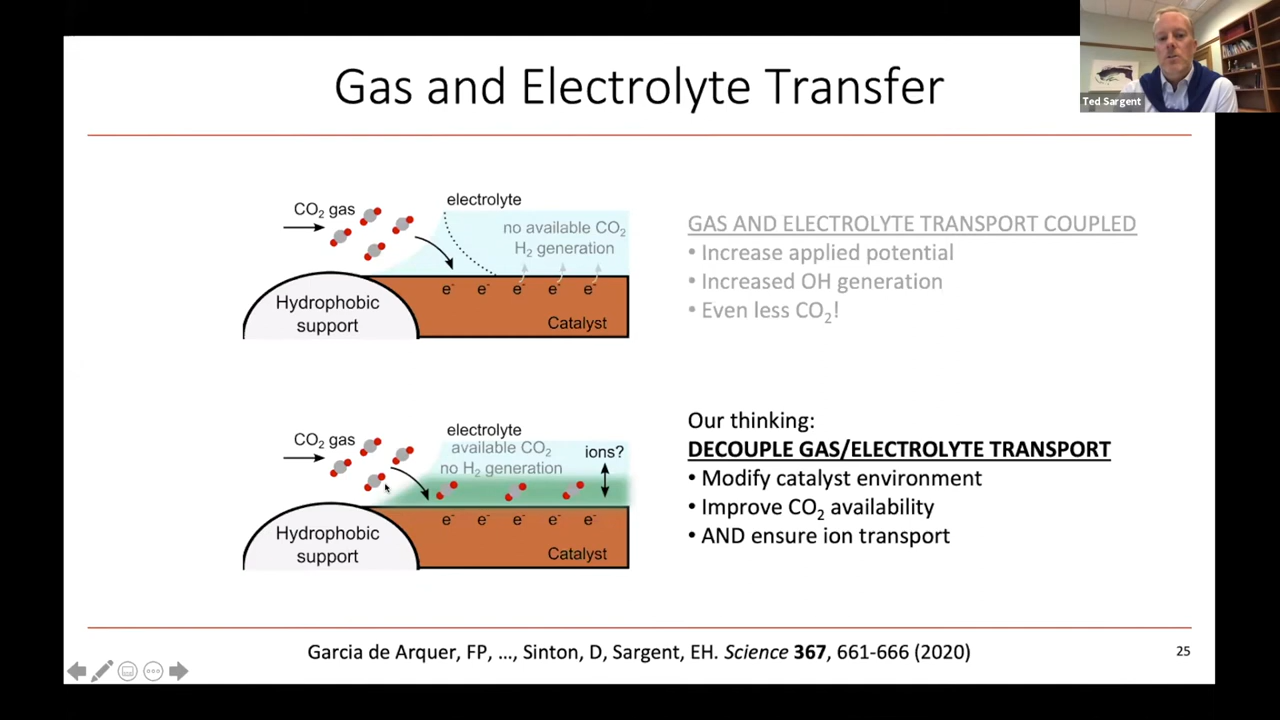 Gas and Electrolyte Transfer
Ted Sargent
CO₂ gas
electrolyte
no available CO₂
H₂ generation
e⁻ e⁻ e⁻ e⁻ e⁻
Hydrophobic
support
Catalyst
GAS AND ELECTROLYTE TRANSPORT COUPLED
• Increase applied potential
• Increased OH generation
• Even less CO₂!
CO₂ gas
electrolyte
available CO₂
no H₂ generation
ions?
e⁻ e⁻ e⁻ e⁻ e⁻
Hydrophobic
support
Catalyst
Our thinking:
DECOUPLE GAS/ELECTROLYTE TRANSPORT
• Modify catalyst environment
• Improve CO₂ availability
• AND ensure ion transport
Garcia de Arquer, FP, …, Sinton, D, Sargent, EH. Science 367, 661-666 (2020)
25